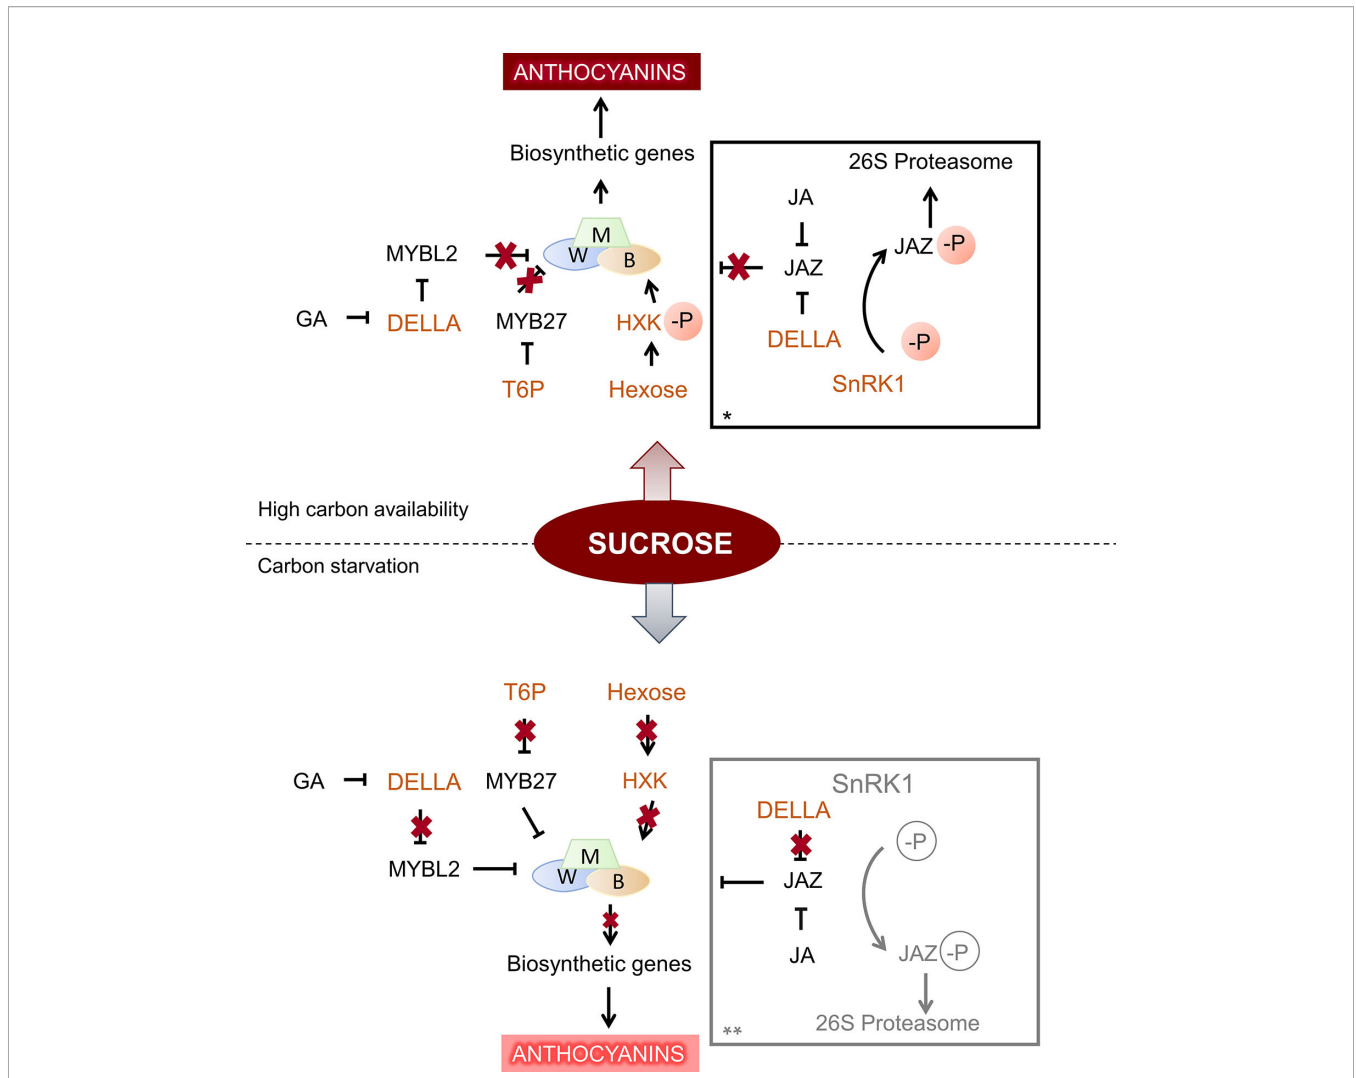 ANTHOCYANINS
Biosynthetic genes
26S Proteasome
JA
M
W
B
MYBL2
JAZ -P
JAZ
GA
DELLA
MYB27
HXK -P
DELLA
-P
T6P
Hexose
SnRK1
*
High carbon availability
SUCROSE
Carbon starvation
T6P
Hexose
GA
DELLA
MYB27
HXK
SnRK1
DELLA
-P
MYBL2
M
W
B
JAZ
JA
JAZ -P
Biosynthetic genes
26S Proteasome
**
ANTHOCYANINS